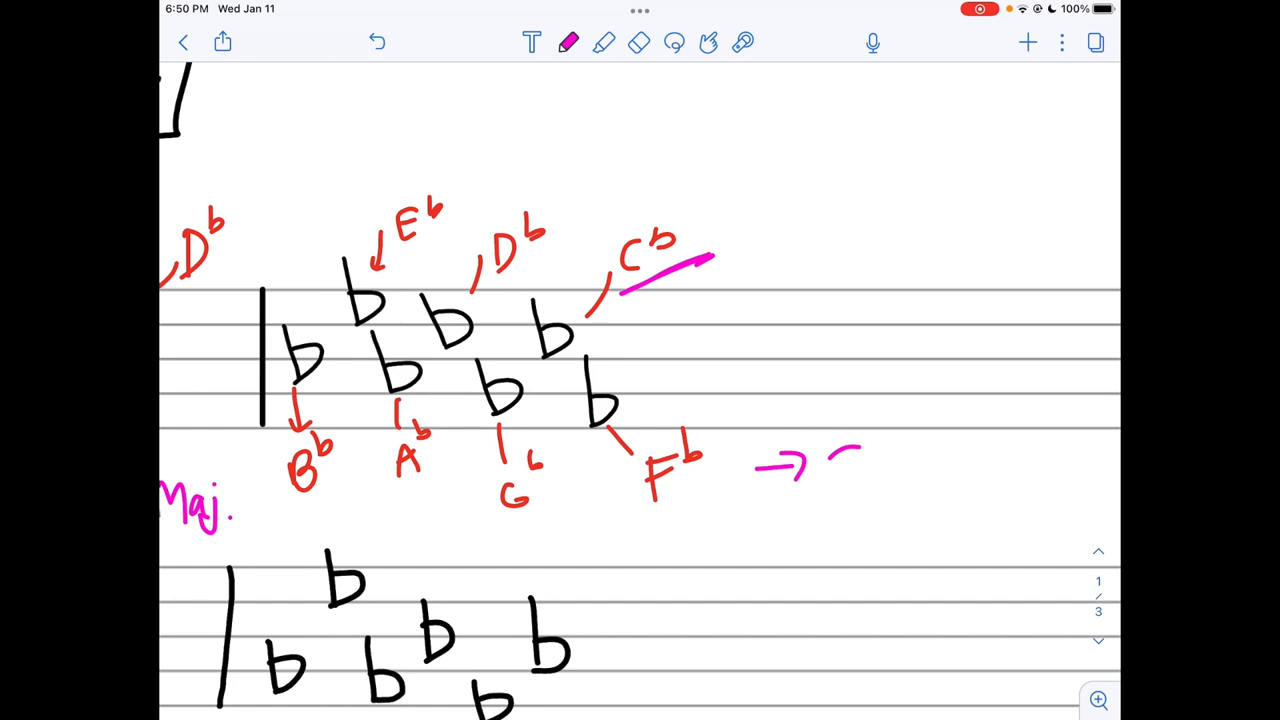 6:50 PM Wed Jan 11
100%
T
D♭ E♭ D♭ C♭
♭ ♭ ♭ ♭ ♭ ♭ ♭
B♭ A♭ G♭ F♭ →
Maj.
♭ ♭ ♭ ♭ ♭ ♭
1
/
3